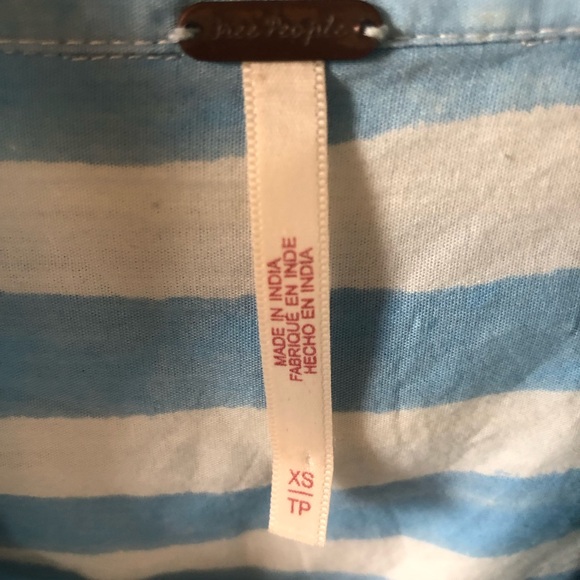 Free People
MADE IN INDIA
FABRIQUÉ EN INDE
HECHO EN INDIA
XS/
TP